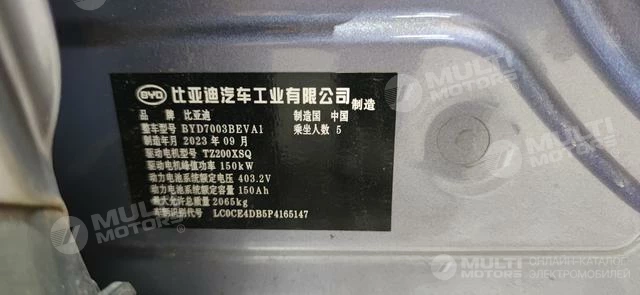 BYD 比亚迪汽车工业有限公司 制造
品 牌 比亚迪 制造国 中国
整车型号 BYD7003BEVA1 乘坐人数 5
制造年月 2023 年 09 月
驱动电机型号 TZ200XSQ
驱动电机峰值功率 150kW
动力电池系统额定电压 403.2V
动力电池系统额定容量 150Ah
最大允许总质量 2065kg
车辆识别代号 LC0CE4DB5P4165147
MULTI MOTORS
MULTI MOTORS
MULTI MOTORS
MULTI MOTORS
ОНЛАЙН-КАТАЛОГ
ЭЛЕКТРОМОБИЛЕЙ